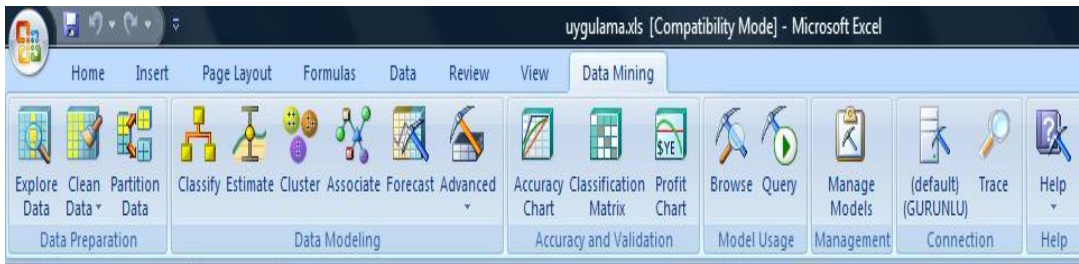 uygulama.xls [Compatibility Mode] - Microsoft Excel
Home Insert Page Layout Formulas Data Review View Data Mining
$YE
Explore Data
Clean Data
Partition Data
Classify
Estimate
Cluster
Associate
Forecast
Advanced
Accuracy Chart
Classification Matrix
Profit Chart
Browse
Query
Manage Models
(default) (GURUNLU)
Trace
Help
Data Preparation
Data Modeling
Accuracy and Validation
Model Usage
Management
Connection
Help